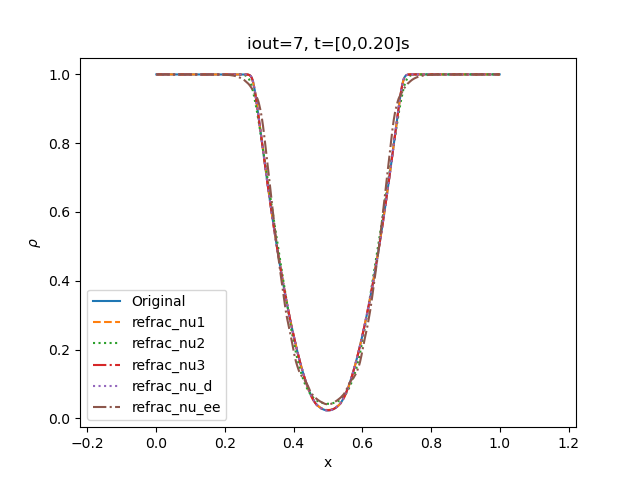 iout=7, t=[0,0.20]s
1.0
0.8
0.6
0.4
0.2
0.0
ρ
Original
refrac_nu1
refrac_nu2
refrac_nu3
refrac_nu_d
refrac_nu_ee
−0.2 0.0 0.2 0.4 0.6 0.8 1.0 1.2
x